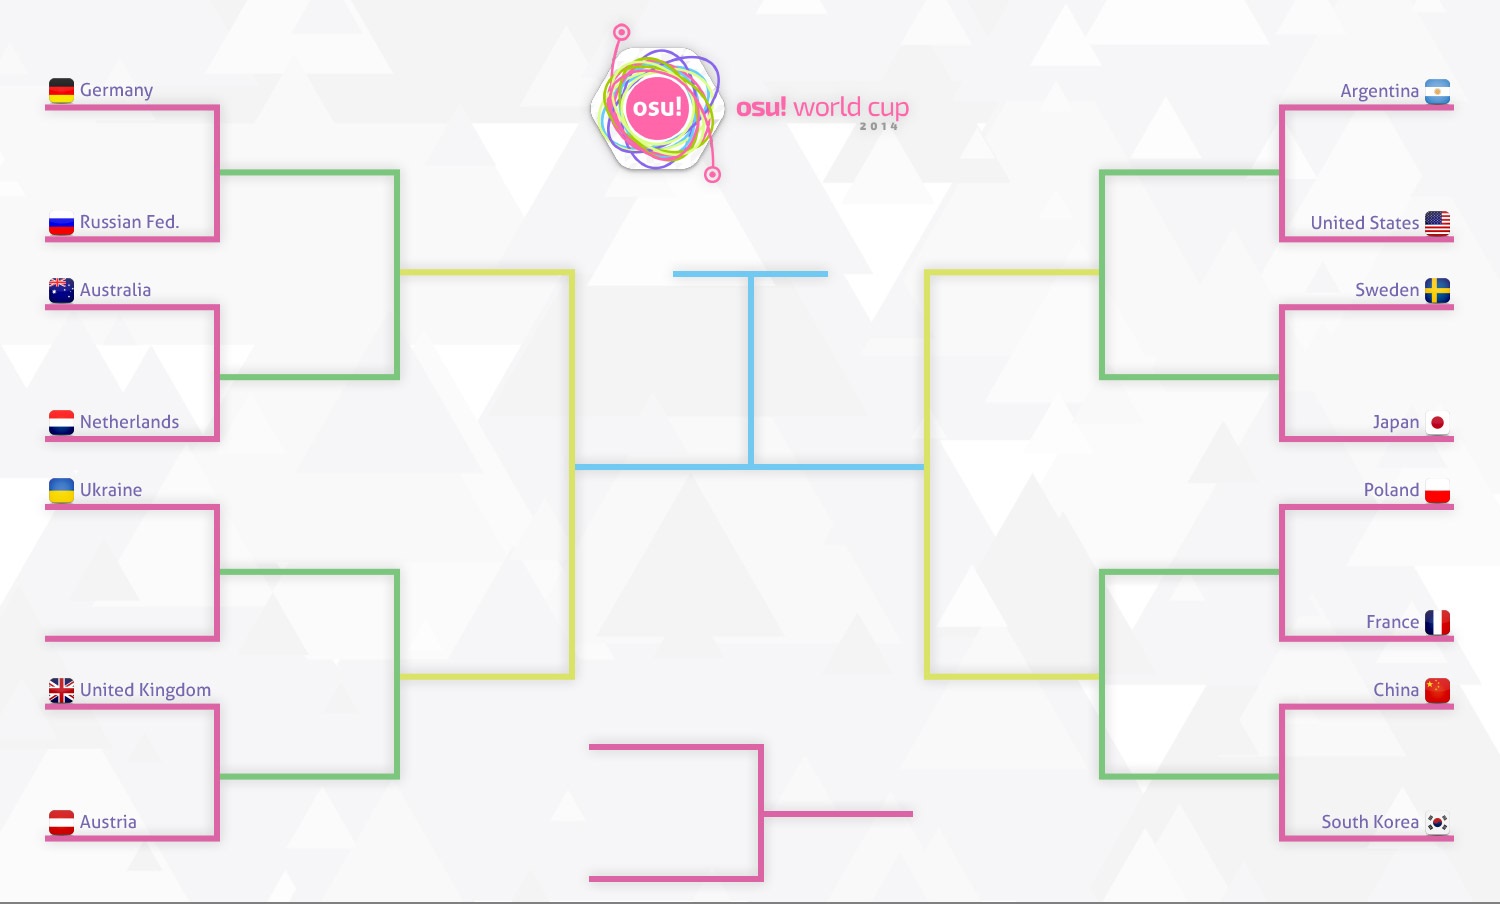 osu!
osu! world cup
2014
Germany
Russian Fed.
Australia
Netherlands
Ukraine
United Kingdom
Austria
Argentina
United States
Sweden
Japan
Poland
France
China
South Korea